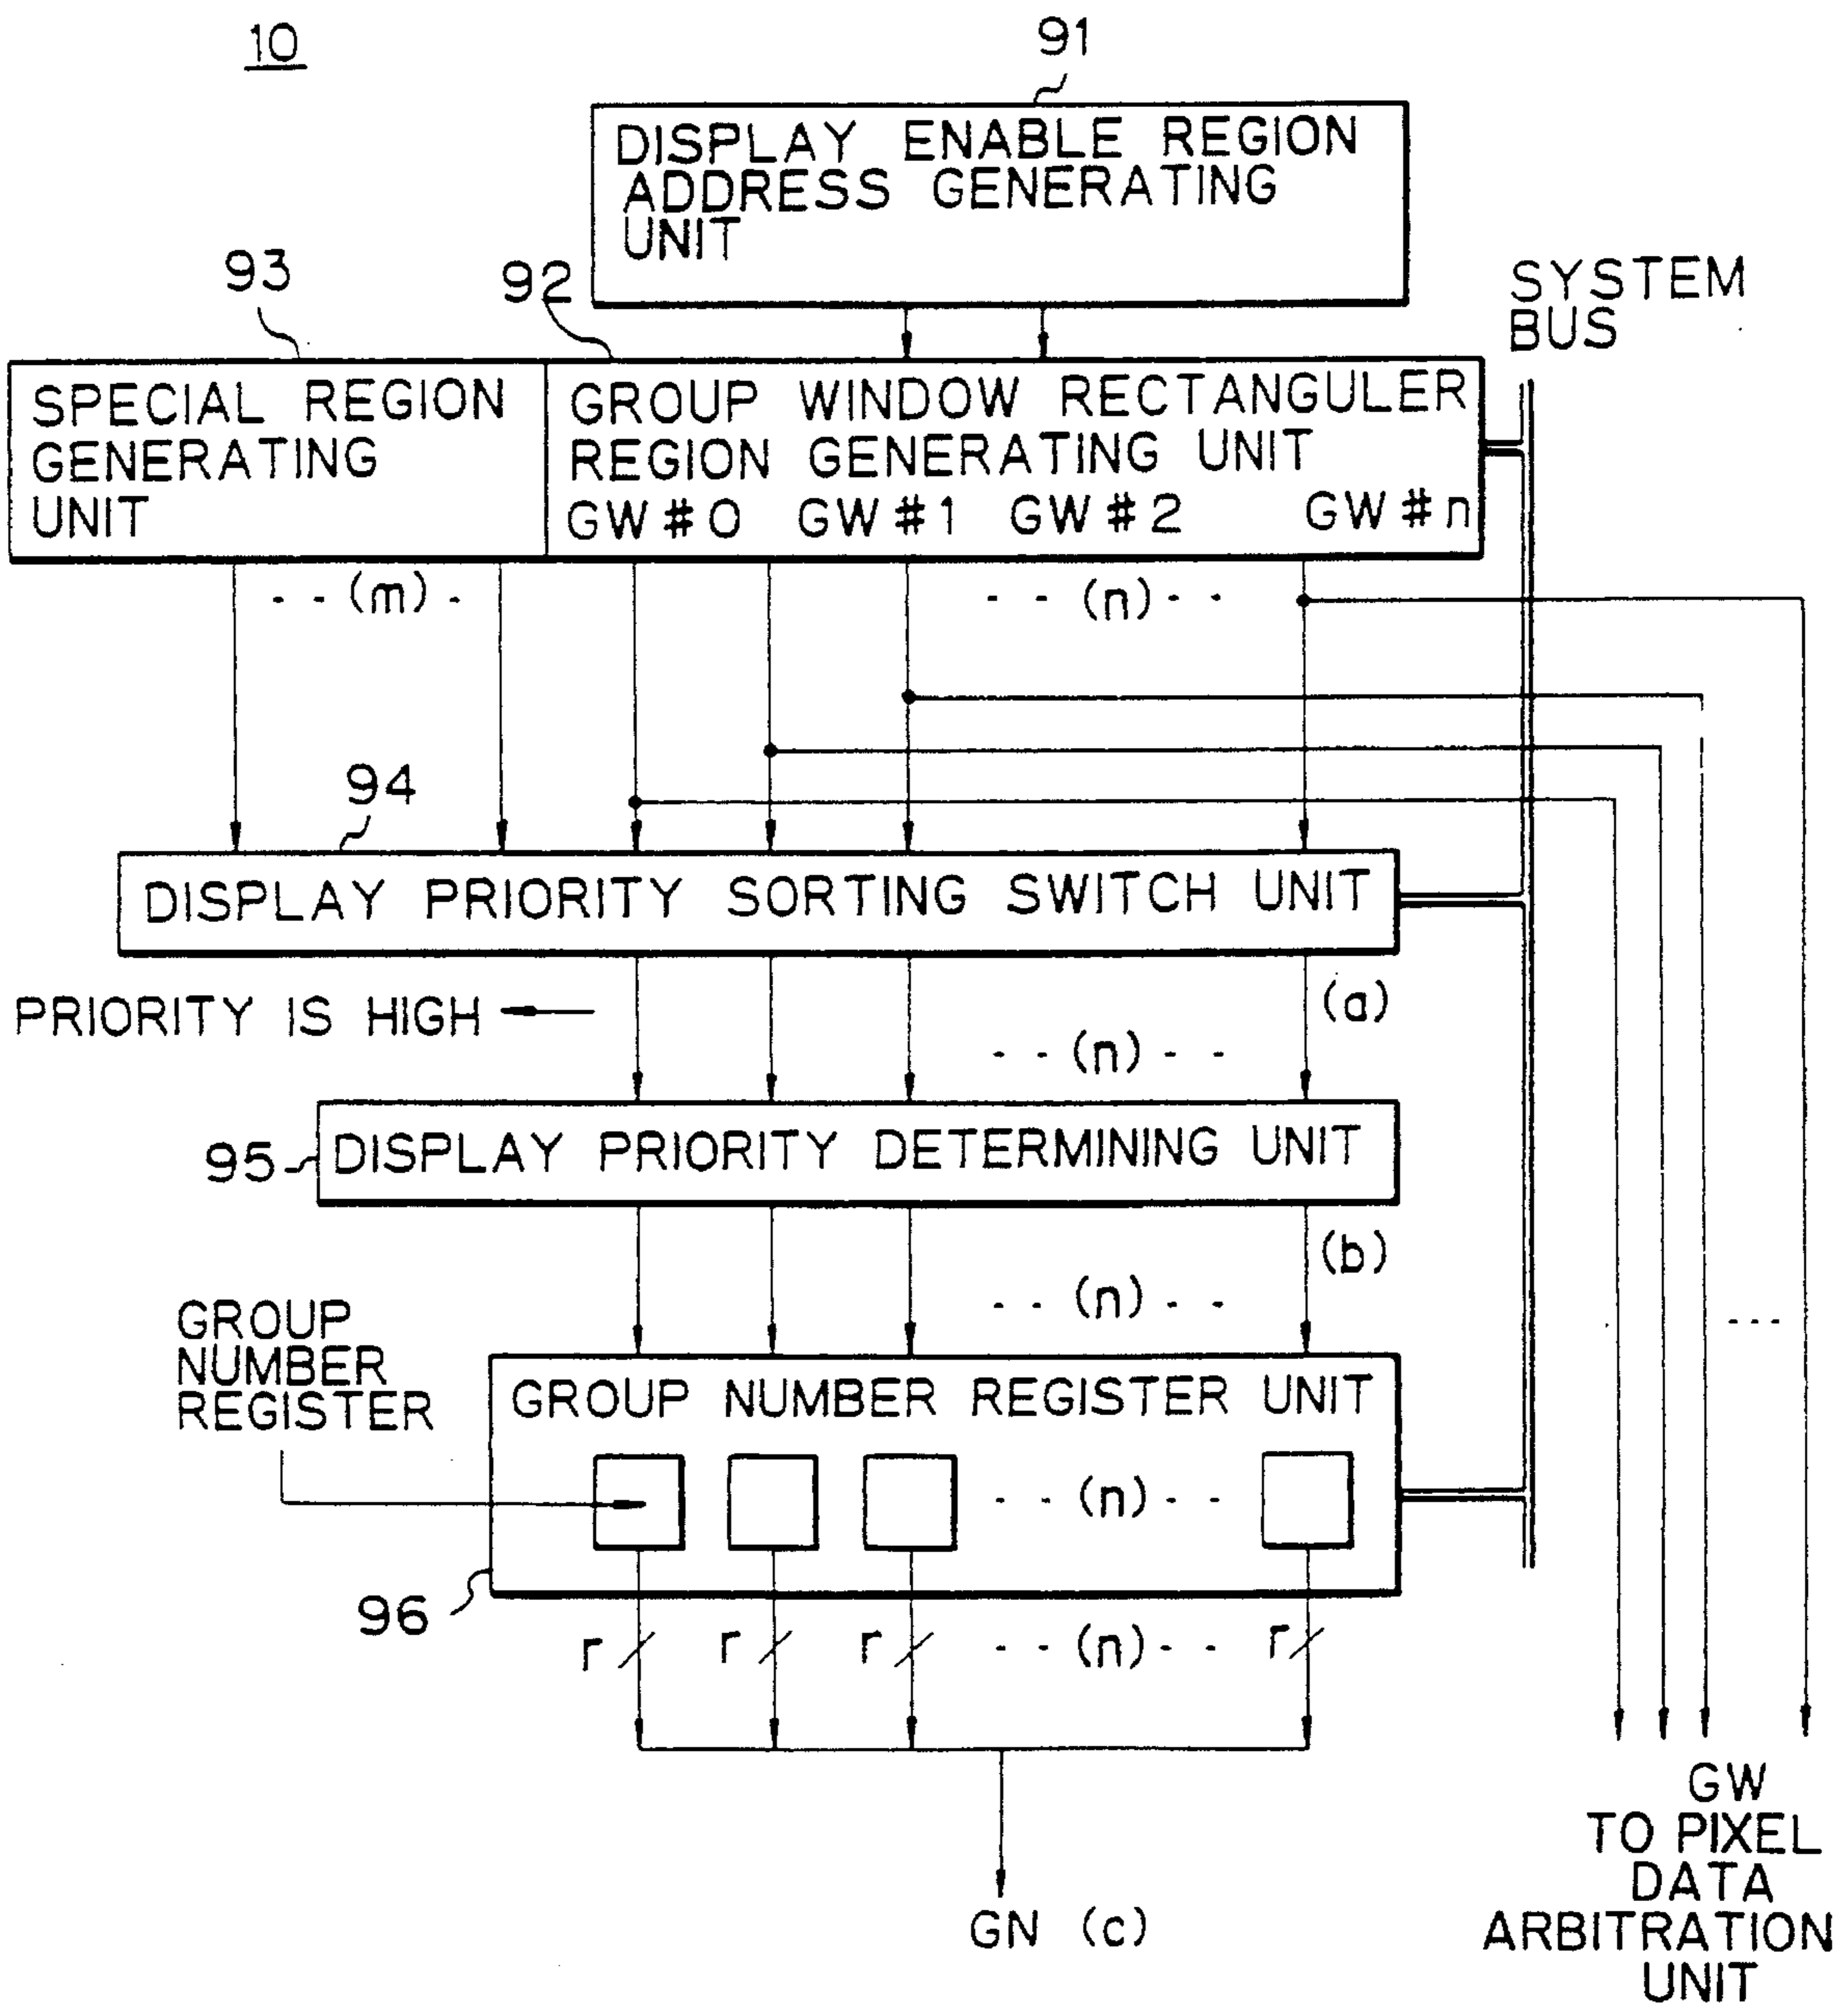 10
91
DISPLAY ENABLE REGION
ADDRESS GENERATING
UNIT
93
92
SYSTEM
BUS
SPECIAL REGION
GENERATING
UNIT
GROUP WINDOW RECTANGULER
REGION GENERATING UNIT
GW#0 GW#1 GW#2 GW#n
--(m)-
--(n)--
94
DISPLAY PRIORITY SORTING SWITCH UNIT
PRIORITY IS HIGH
(a)
--(n)--
95
DISPLAY PRIORITY DETERMINING UNIT
(b)
--(n)--
GROUP
NUMBER
REGISTER
---
GROUP NUMBER REGISTER UNIT
--(n)--
96
r r r --(n)-- r
GN (c)
GW
TO PIXEL
DATA
ARBITRATION
UNIT